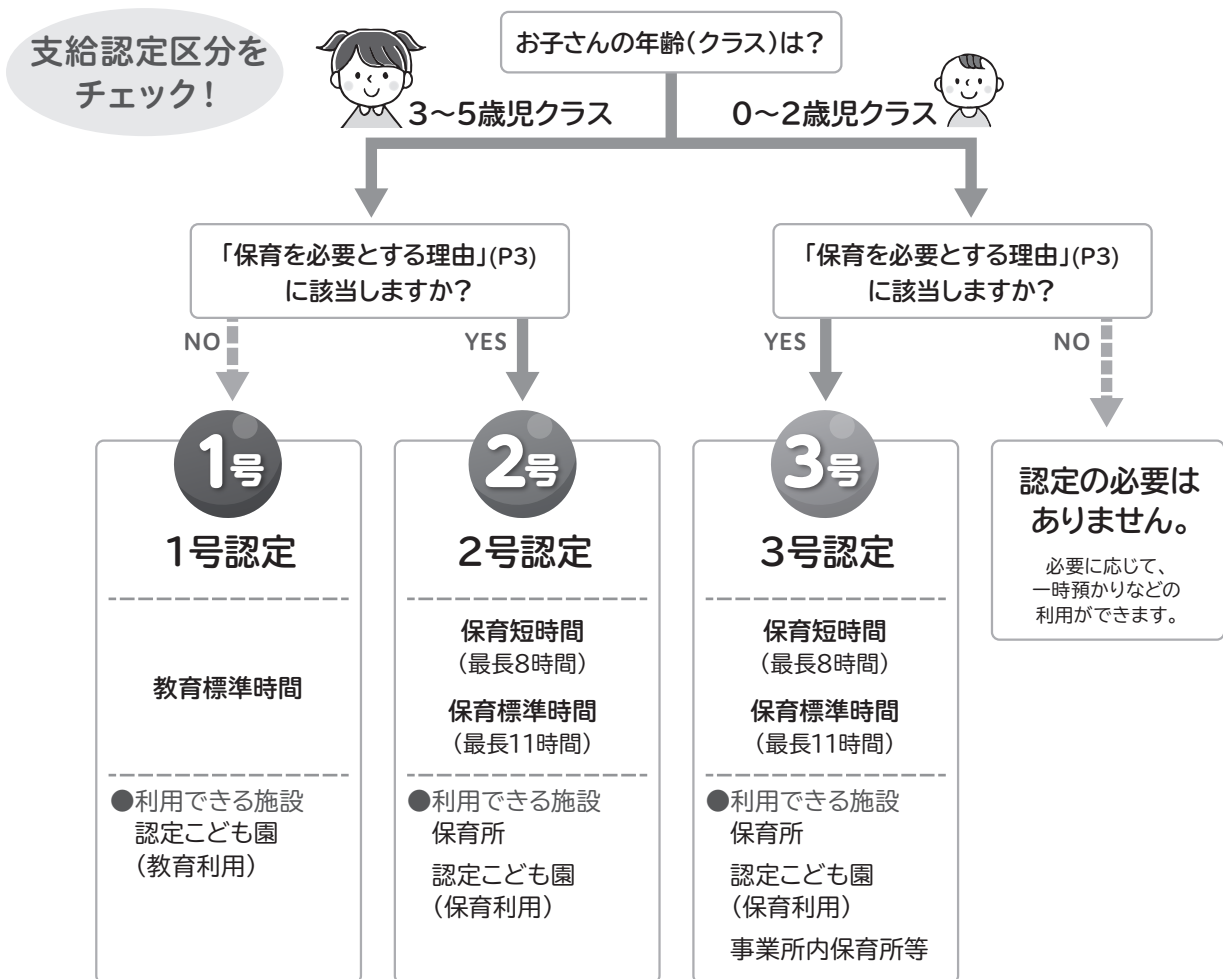 支給認定区分を
チェック！
お子さんの年齢（クラス）は？
3～5歳児クラス
0～2歳児クラス
「保育を必要とする理由」(P3)
に該当しますか？
「保育を必要とする理由」(P3)
に該当しますか？
NO
YES
YES
NO
1号
1号認定
教育標準時間
●利用できる施設
認定こども園
（教育利用）
2号
2号認定
保育短時間
（最長8時間）
保育標準時間
（最長11時間）
●利用できる施設
保育所
認定こども園
（保育利用）
3号
3号認定
保育短時間
（最長8時間）
保育標準時間
（最長11時間）
●利用できる施設
保育所
認定こども園
（保育利用）
事業所内保育所等
認定の必要は
ありません。
必要に応じて、
一時預かりなどの
利用ができます。